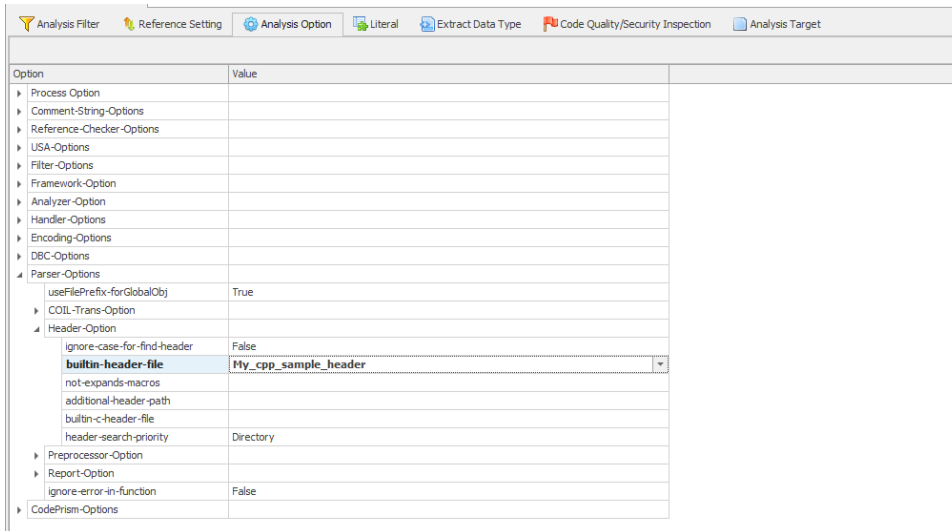 Analysis Filter Reference Setting Analysis Option Literal Extract Data Type Code Quality/Security Inspection Analysis Target
Option Value
Process Option
Comment-String-Options
Reference-Checker-Options
USA-Options
Filter-Options
Framework-Option
Analyzer-Option
Handler-Options
Encoding-Options
DBC-Options
Parser-Options
useFilePrefix-forGlobalObj True
COIL-Trans-Option
Header-Option
ignore-case-for-find-header False
builtin-header-file My_cpp_sample_header
not-expands-macros
additional-header-path
builtin-c-header-file
header-search-priority Directory
Preprocessor-Option
Report-Option
ignore-error-in-function False
CodePrism-Options